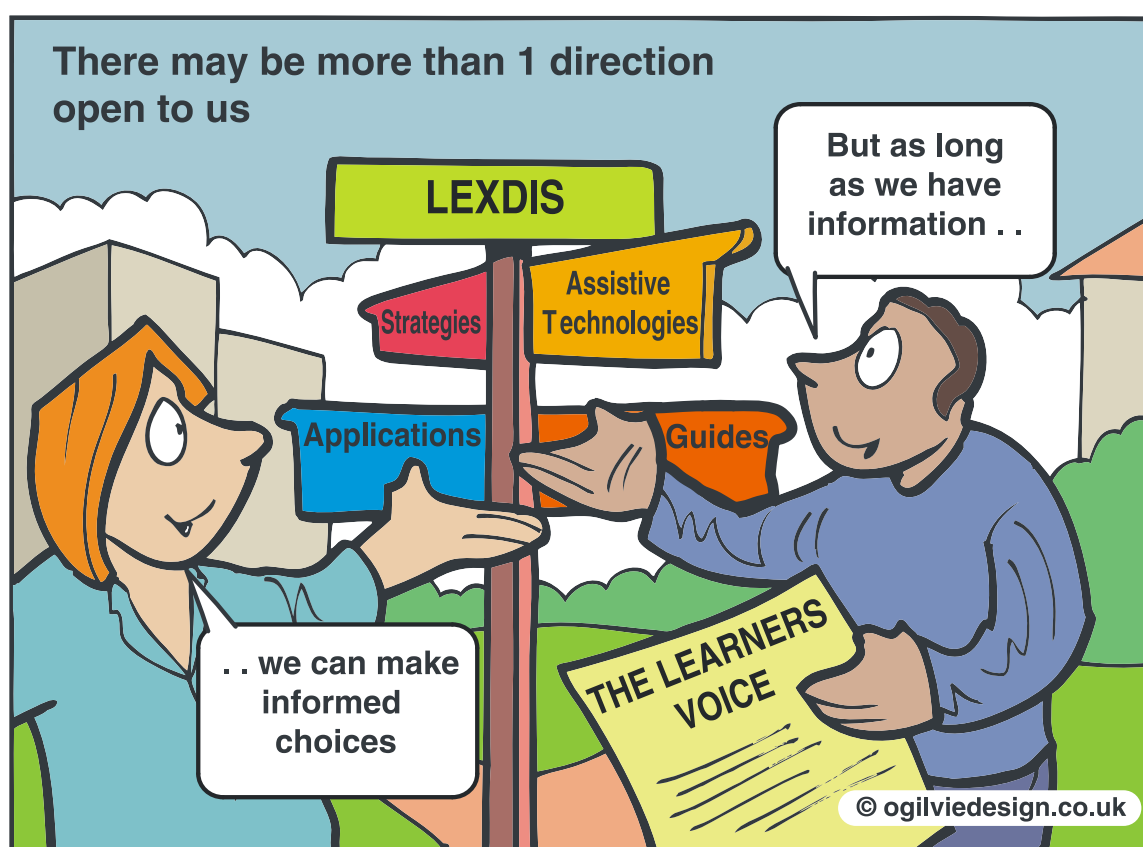 There may be more than 1 direction
open to us
But as long
as we have
information . .
LEXDIS
Assistive
Technologies
Strategies
Applications
Guides
. . we can make
informed
choices
THE LEARNERS
VOICE
© ogilviedesign.co.uk